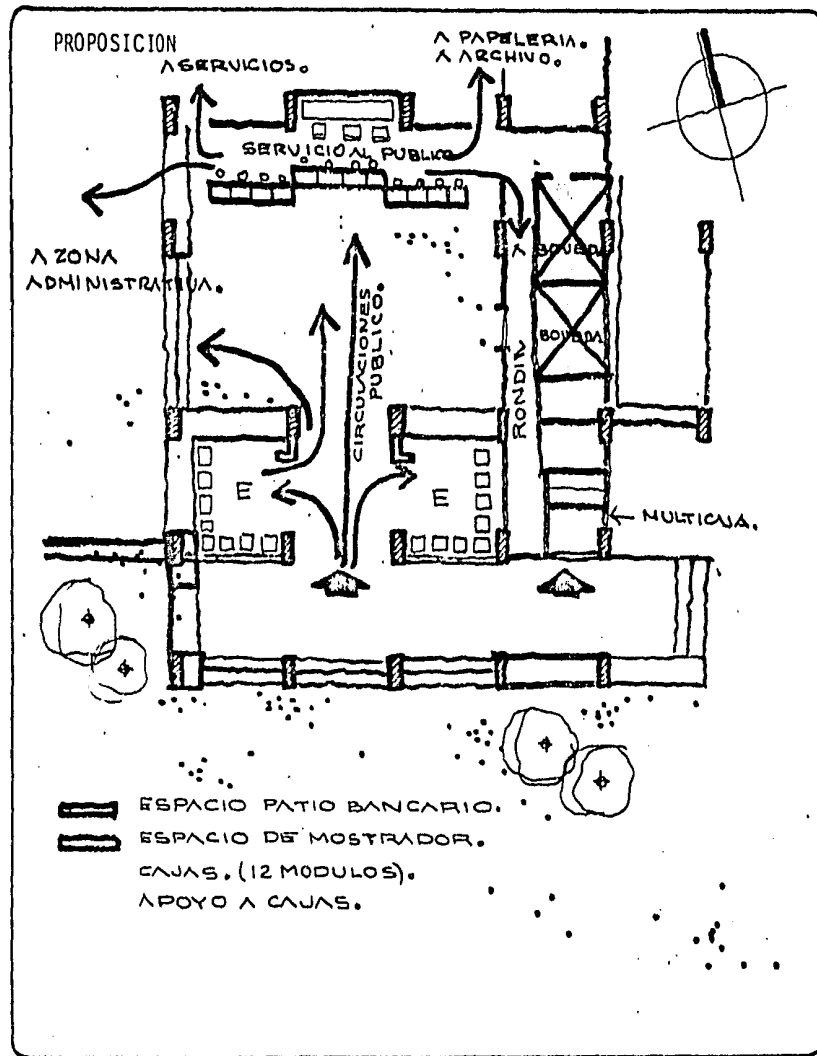 PROPOSICION
A SERVICIOS.
A PAPELERIA.
A ARCHIVO.
SERVICIO AL PUBLICO
A ZONA
ADMINISTRATIVA.
A BOVEDA
BOVEDA
CIRCULACIONES
PUBLICO.
RONDIN
E
E
← MULTICUA.
ESPACIO PATIO BANCARIO.
ESPACIO DE MOSTRADOR.
CAJAS. (12 MODULOS).
APOYO A CAJAS.